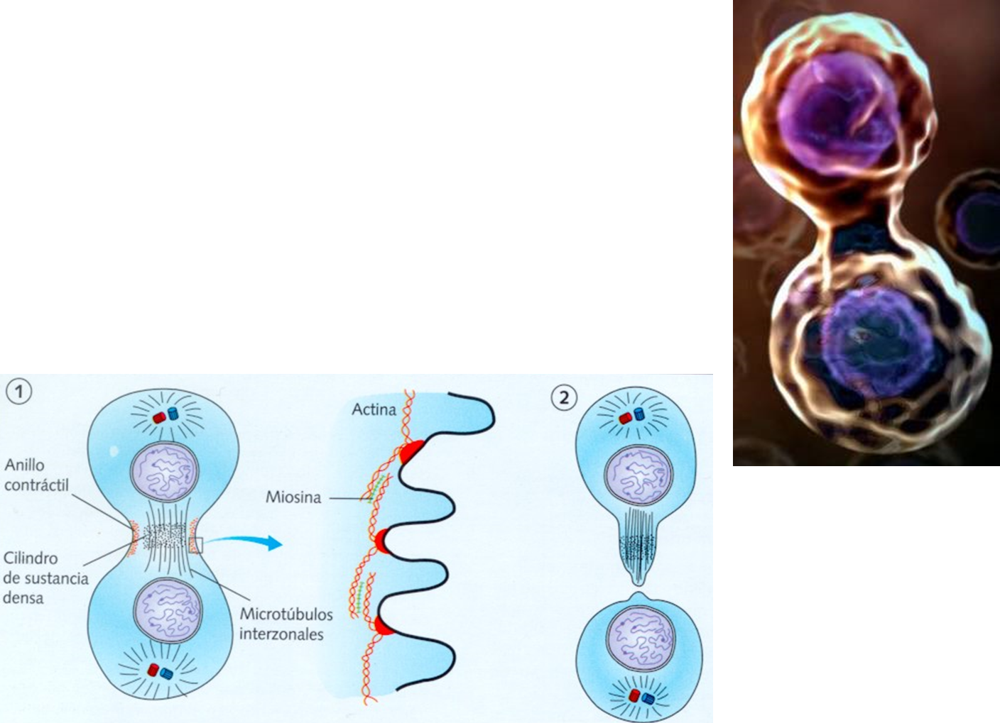 1
Anillo
contráctil
Cilindro
de sustancia
densa
Microtúbulos
interzonales
Actina
Miosina
2